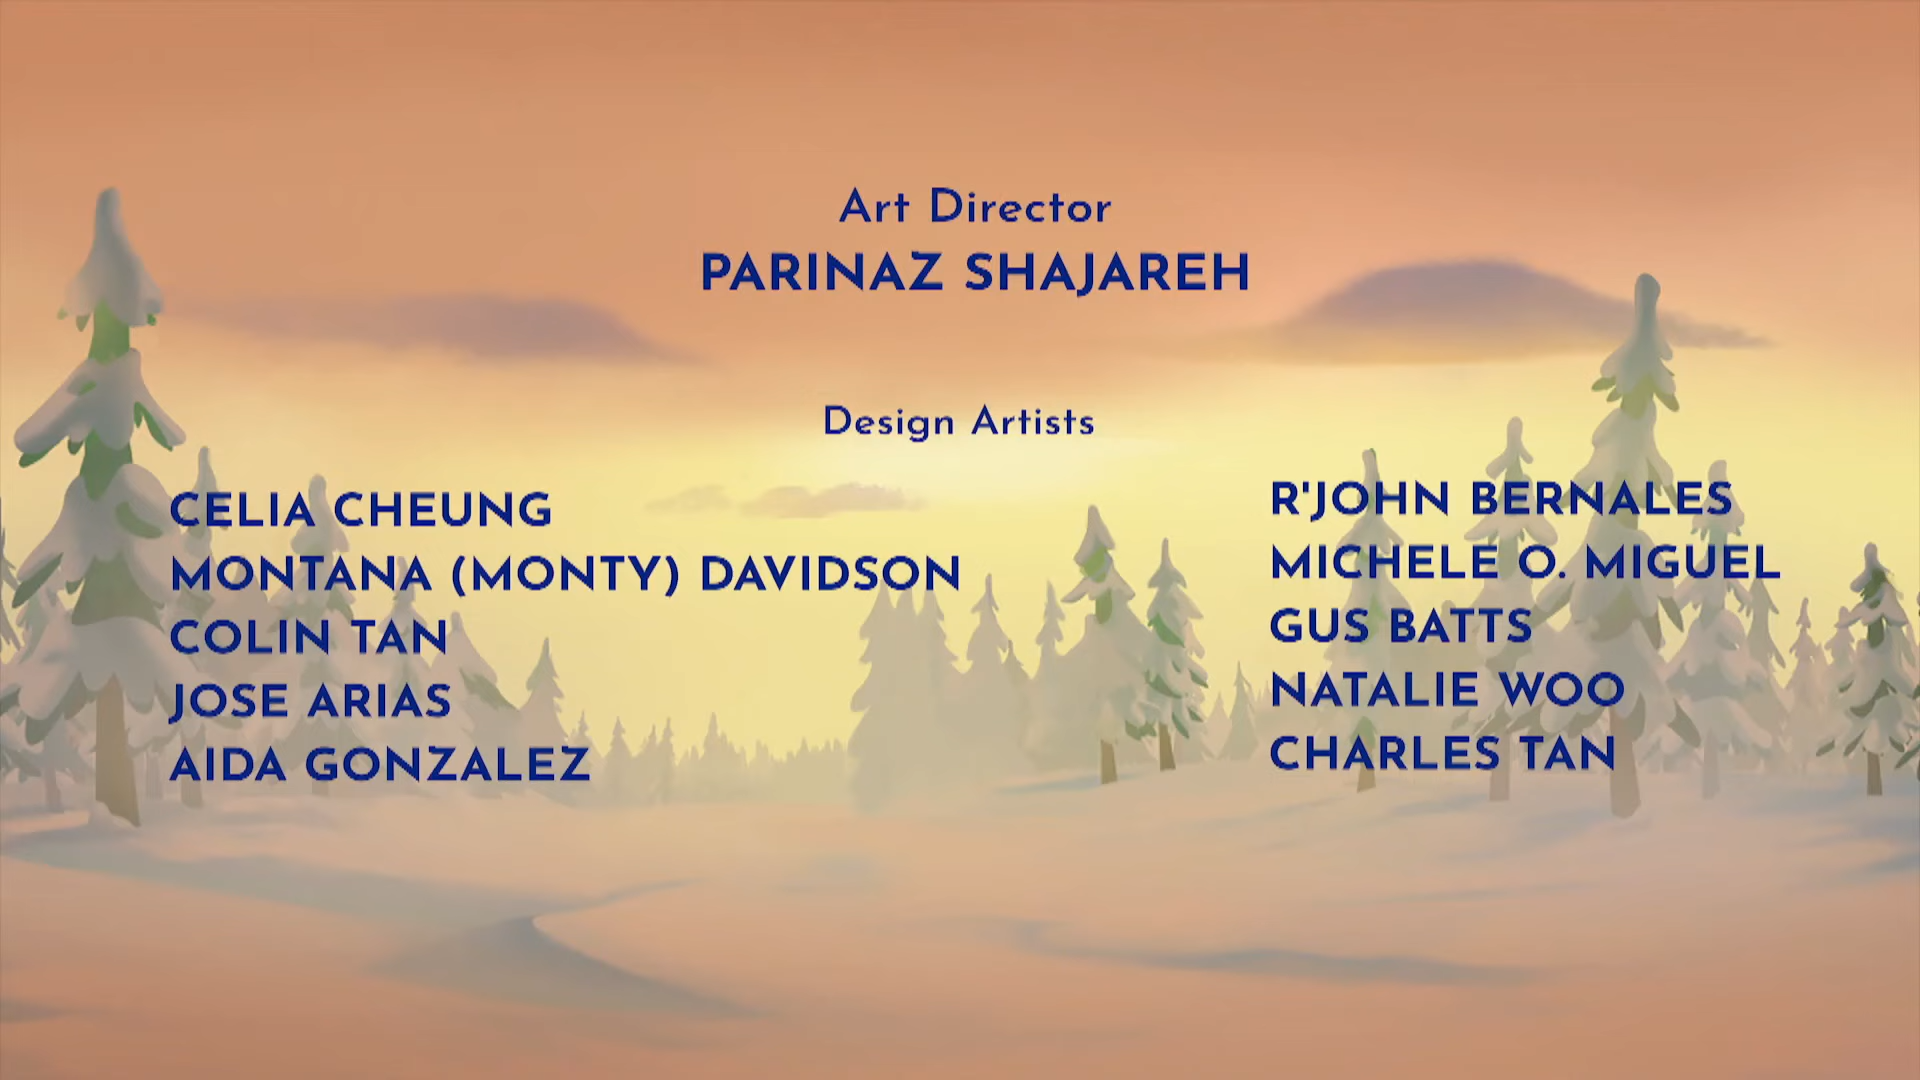 Art Director
PARINAZ SHAJAREH
Design Artists
CELIA CHEUNG
MONTANA (MONTY) DAVIDSON
COLIN TAN
JOSE ARIAS
AIDA GONZALEZ
R'JOHN BERNALES
MICHELE O. MIGUEL
GUS BATTS
NATALIE WOO
CHARLES TAN